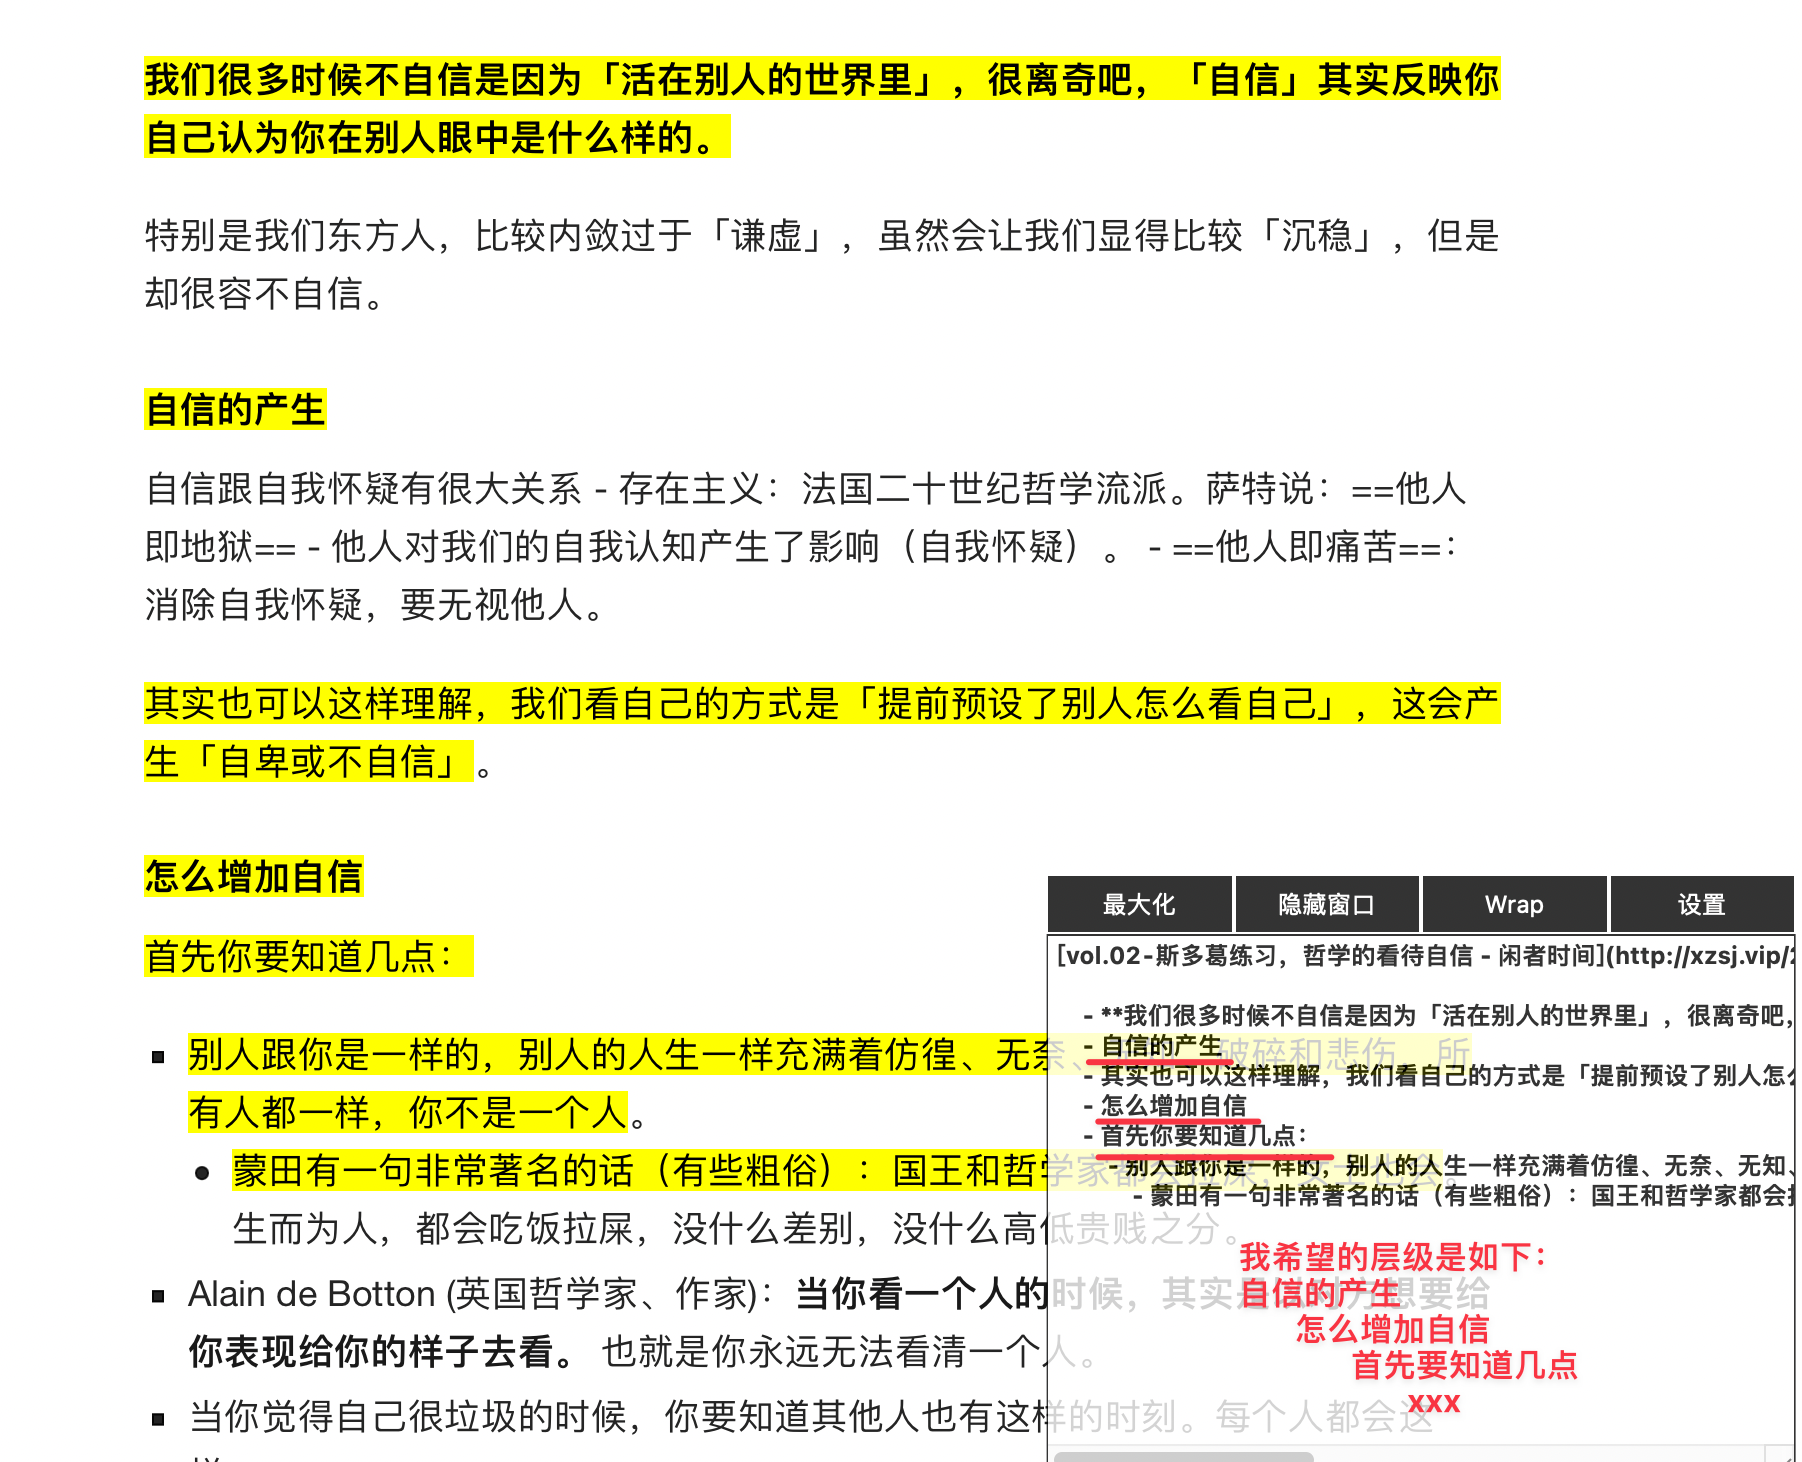 我们很多时候不自信是因为「活在别人的世界里」，很离奇吧，「自信」其实反映你
自己认为你在别人眼中是什么样的。
特别是我们东方人，比较内敛过于「谦虚」，虽然会让我们显得比较「沉稳」，但是
却很容不自信。
自信的产生
自信跟自我怀疑有很大关系 - 存在主义：法国二十世纪哲学流派。萨特说：==他人
即地狱== - 他人对我们的自我认知产生了影响（自我怀疑）。 - ==他人即痛苦==：
消除自我怀疑，要无视他人。
其实也可以这样理解，我们看自己的方式是「提前预设了别人怎么看自己」，这会产
生「自卑或不自信」。
怎么增加自信
首先你要知道几点：
别人跟你是一样的，别人的人生一样充满着仿徨、无奈、破碎和悲伤，所
有人都一样，你不是一个人。
蒙田有一句非常著名的话（有些粗俗）：国王和哲学家都会拉屎，女士也会。
生而为人，都会吃饭拉屎，没什么差别，没什么高低贵贱之分。
Alain de Botton (英国哲学家、作家)：当你看一个人的时候，其实是以对方想要给
你表现给你的样子去看。 也就是你永远无法看清一个人。
当你觉得自己很垃圾的时候，你要知道其他人也有这样的时刻。每个人都会这
最大化 隐藏窗口 Wrap 设置
[vol.02-斯多葛练习，哲学的看待自信 - 闲者时间](http://xzsj.vip/
- **我们很多时候不自信是因为「活在别人的世界里」，很离奇吧，
- 自信的产生
- 其实也可以这样理解，我们看自己的方式是「提前预设了别人怎么
- 怎么增加自信
- 首先你要知道几点：
- 别人跟你是一样的，别人的人生一样充满着仿徨、无奈、无知、
- 蒙田有一句非常著名的话（有些粗俗）：国王和哲学家都会拉
我希望的层级是如下：
自信的产生
怎么增加自信
首先要知道几点
xxx